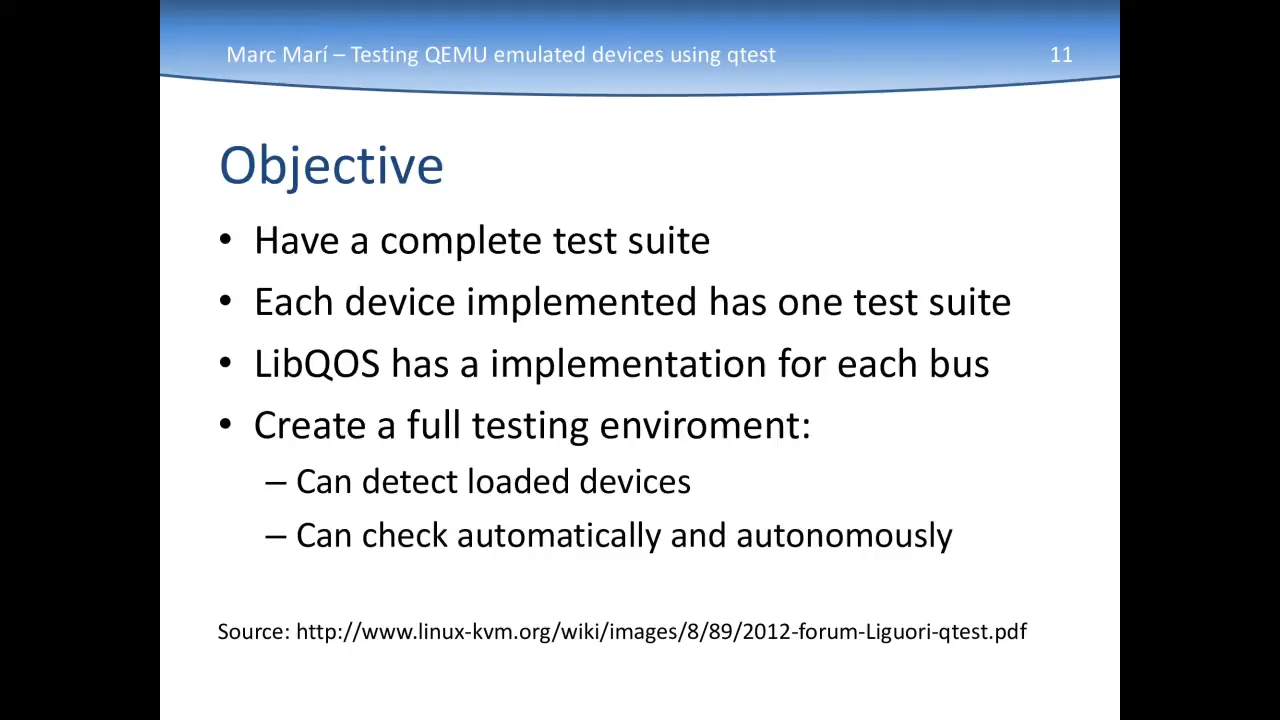 Marc Marí – Testing QEMU emulated devices using qtest 11
Objective
• Have a complete test suite
• Each device implemented has one test suite
• LibQOS has a implementation for each bus
• Create a full testing enviroment:
– Can detect loaded devices
– Can check automatically and autonomously
Source: http://www.linux-kvm.org/wiki/images/8/89/2012-forum-Liguori-qtest.pdf